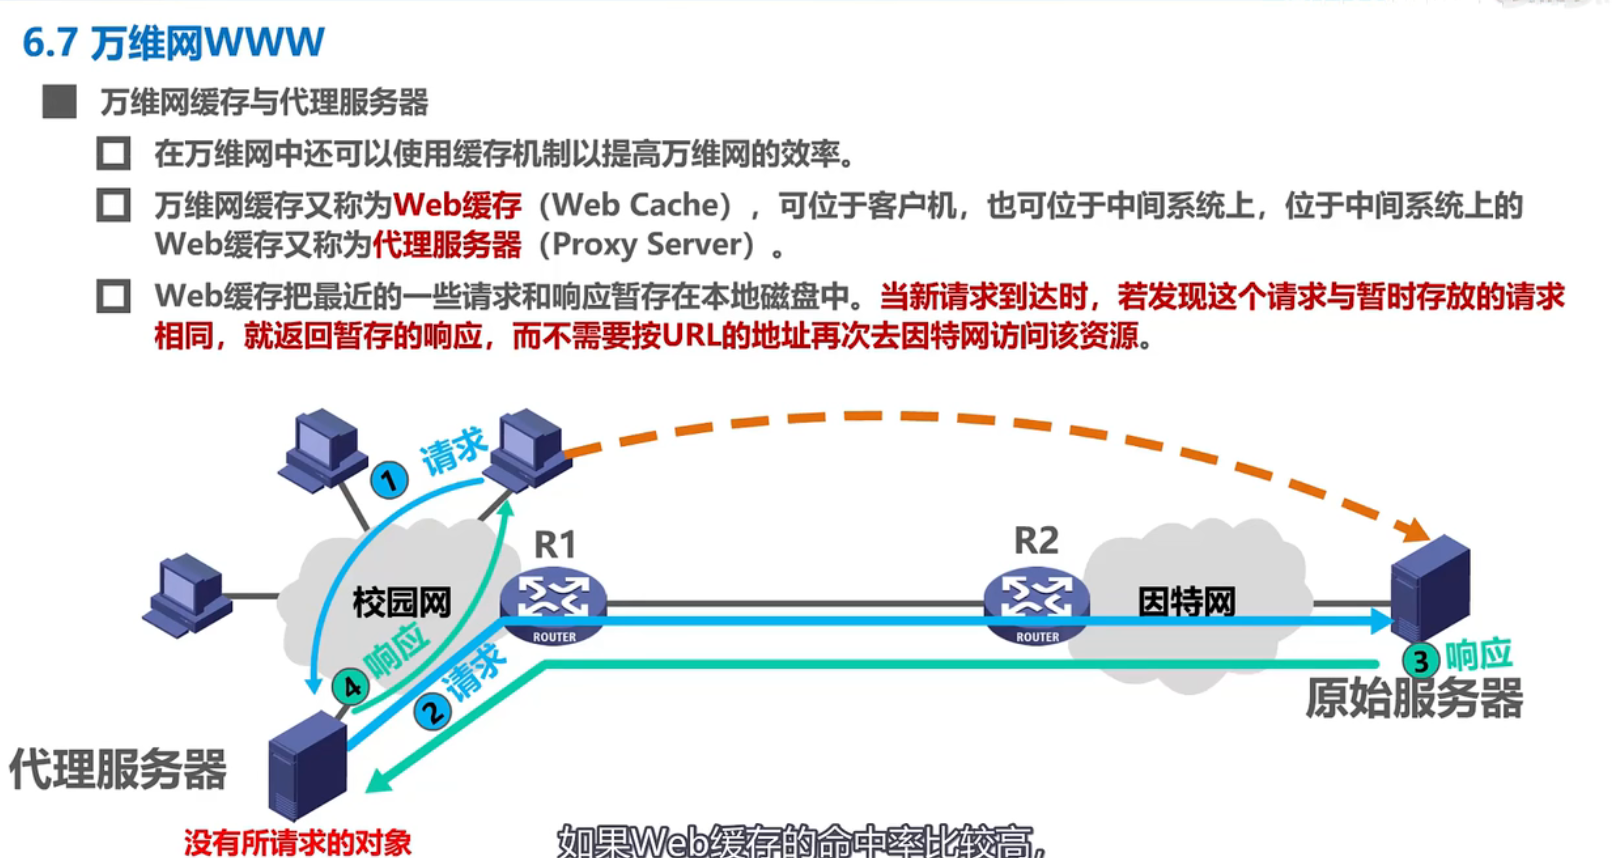 6.7 万维网WWW
万维网缓存与代理服务器
在万维网中还可以使用缓存机制以提高万维网的效率。
万维网缓存又称为Web缓存（Web Cache），可位于客户机，也可位于中间系统上，位于中间系统上的
Web缓存又称为代理服务器（Proxy Server）。
Web缓存把最近的一些请求和响应暂存在本地磁盘中。当新请求到达时，若发现这个请求与暂时存放的请求
相同，就返回暂存的响应，而不需要按URL的地址再次去因特网访问该资源。
1 请求
R1
R2
校园网
因特网
ROUTER
ROUTER
4 响应
2 请求
3 响应
原始服务器
代理服务器
没有所请求的对象
如果Web缓存的命中率比较高，